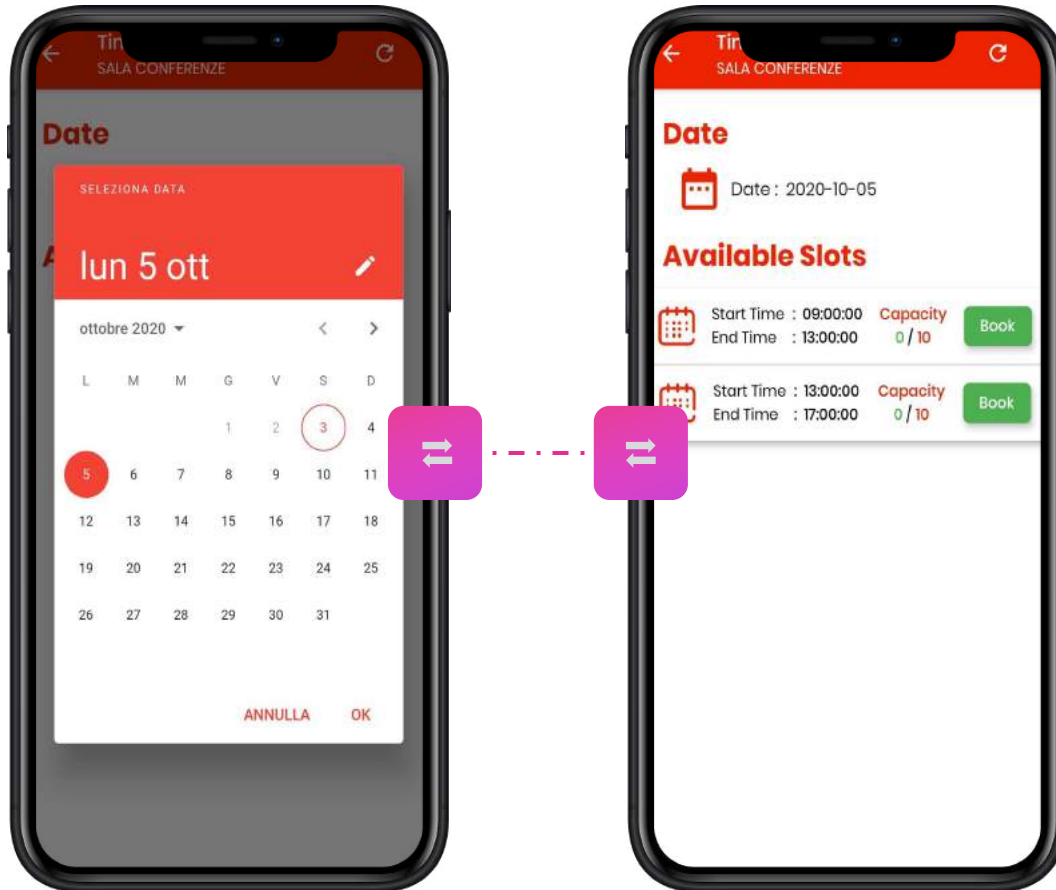 SALA CONFERENZE
Date
SELEZIONA DATA
lun 5 ott
ottobre 2020
L M M G V S D
1 2 3 4
5 6 7 8 9 10 11
12 13 14 15 16 17 18
19 20 21 22 23 24 25
26 27 28 29 30 31
ANNULLA OK
SALA CONFERENZE
Date
Date : 2020-10-05
Available Slots
Start Time : 09:00:00 Capacity
End Time : 13:00:00 0 / 10
Book
Start Time : 13:00:00 Capacity
End Time : 17:00:00 0 / 10
Book